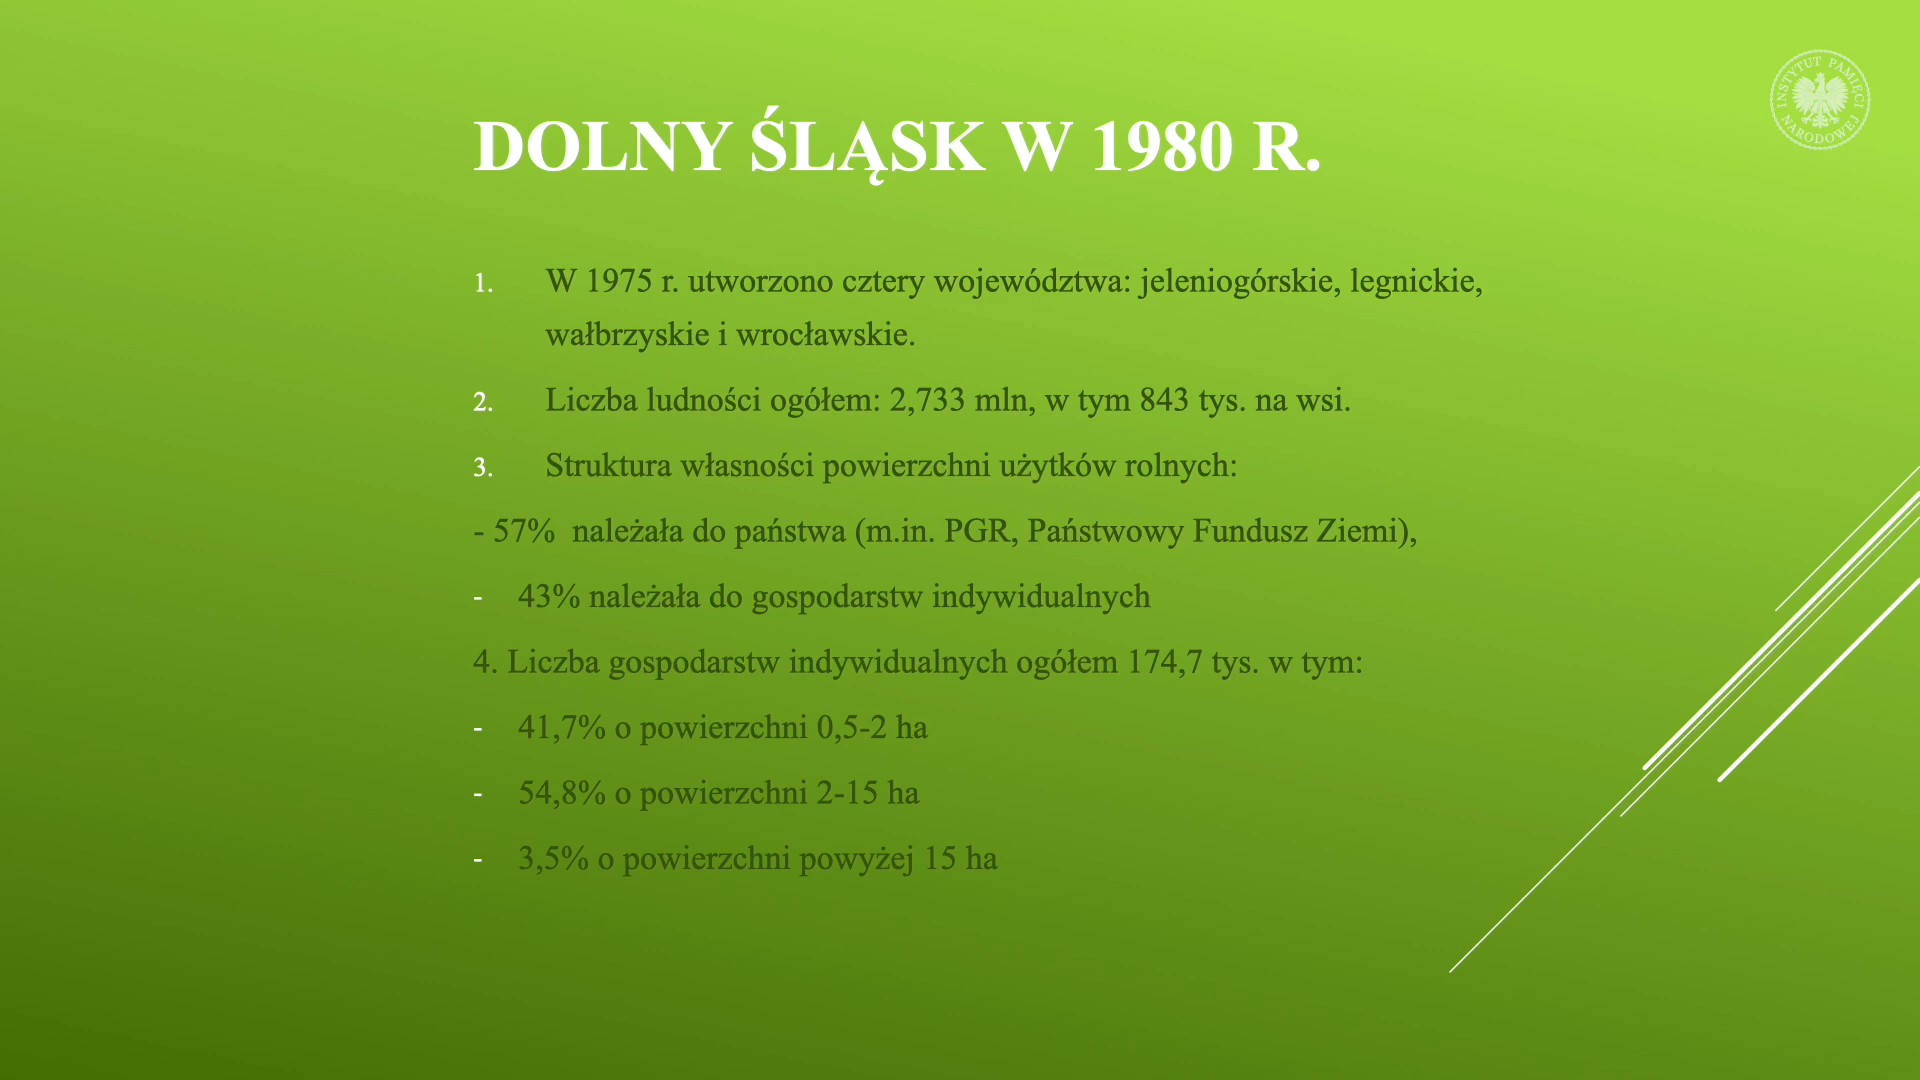 INSTYTUT PAMIĘCI
NARODOWEJ
DOLNY ŚLĄSK W 1980 R.
1. W 1975 r. utworzono cztery województwa: jeleniogórskie, legnickie,
wałbrzyskie i wrocławskie.
2. Liczba ludności ogółem: 2,733 mln, w tym 843 tys. na wsi.
3. Struktura własności powierzchni użytków rolnych:
- 57% należała do państwa (m.in. PGR, Państwowy Fundusz Ziemi),
- 43% należała do gospodarstw indywidualnych
4. Liczba gospodarstw indywidualnych ogółem 174,7 tys. w tym:
- 41,7% o powierzchni 0,5-2 ha
- 54,8% o powierzchni 2-15 ha
- 3,5% o powierzchni powyżej 15 ha